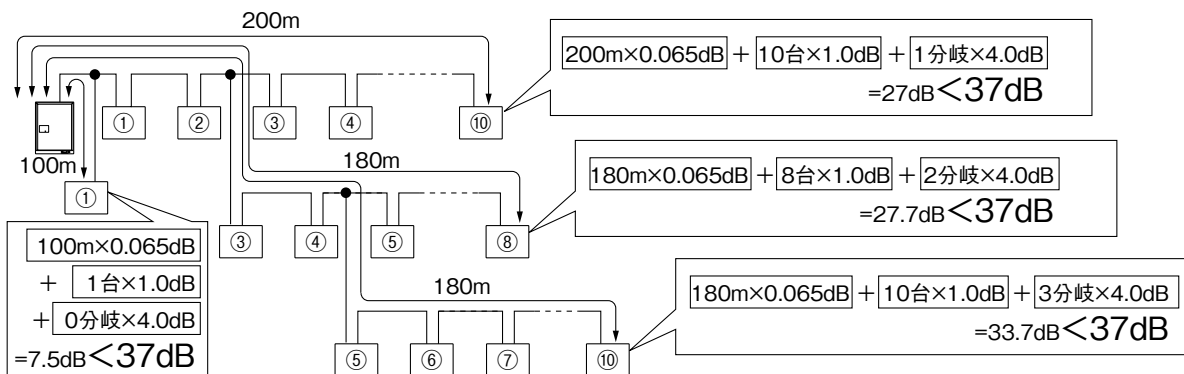 200m
200m×0.065dB + 10台×1.0dB + 1分岐×4.0dB
=27dB<37dB
① ② ③ ④ ⑩
100m
180m
①
180m×0.065dB + 8台×1.0dB + 2分岐×4.0dB
=27.7dB<37dB
③ ④ ⑤ ⑧
100m×0.065dB
+ 1台×1.0dB
+ 0分岐×4.0dB
=7.5dB<37dB
180m
180m×0.065dB + 10台×1.0dB + 3分岐×4.0dB
=33.7dB<37dB
⑤ ⑥ ⑦ ⑩